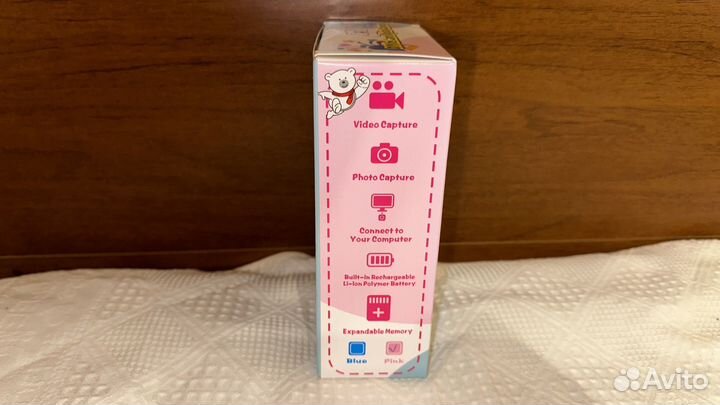 Video Capture
Photo Capture
Connect to
Your Computer
Built-in Rechargeable
Li-ion Polymer Battery
Expandable Memory
Blue
Pink
Avito